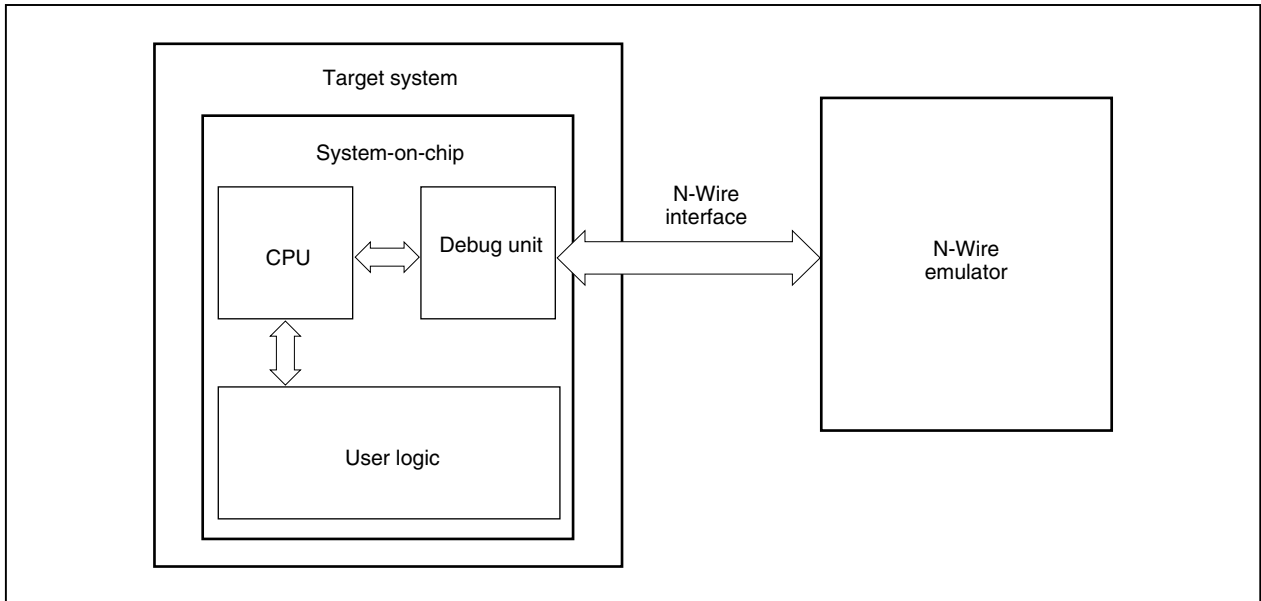 Target system
System-on-chip
CPU
Debug unit
User logic
N-Wire
interface
N-Wire
emulator